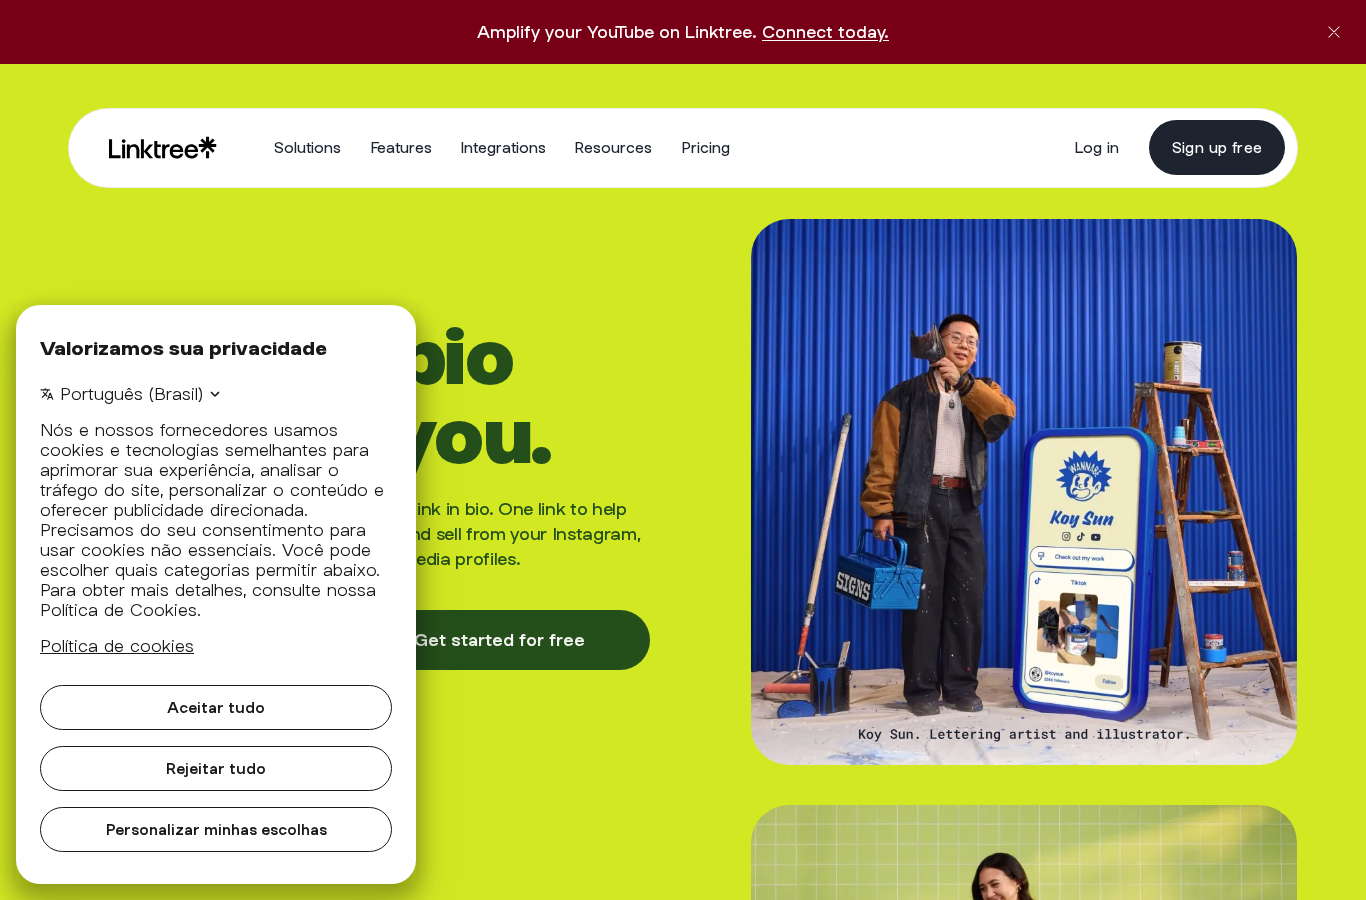 Amplify your YouTube on Linktree. Connect today.
Linktree
Solutions
Features
Integrations
Resources
Pricing
Log in
Sign up free
bio
you.
ink in bio. One link to help
nd sell from your Instagram,
edia profiles.
Get started for free
Valorizamos sua privacidade
Português (Brasil)
Nós e nossos fornecedores usamos
cookies e tecnologias semelhantes para
aprimorar sua experiência, analisar o
tráfego do site, personalizar o conteúdo e
oferecer publicidade direcionada.
Precisamos do seu consentimento para
usar cookies não essenciais. Você pode
escolher quais categorias permitir abaixo.
Para obter mais detalhes, consulte nossa
Política de Cookies.
Política de cookies
Aceitar tudo
Rejeitar tudo
Personalizar minhas escolhas
WANNABE
Koy Sun
Check out my work
Tiktok
@koysun
Follow
SIGNS
Koy Sun. Lettering artist and illustrator.